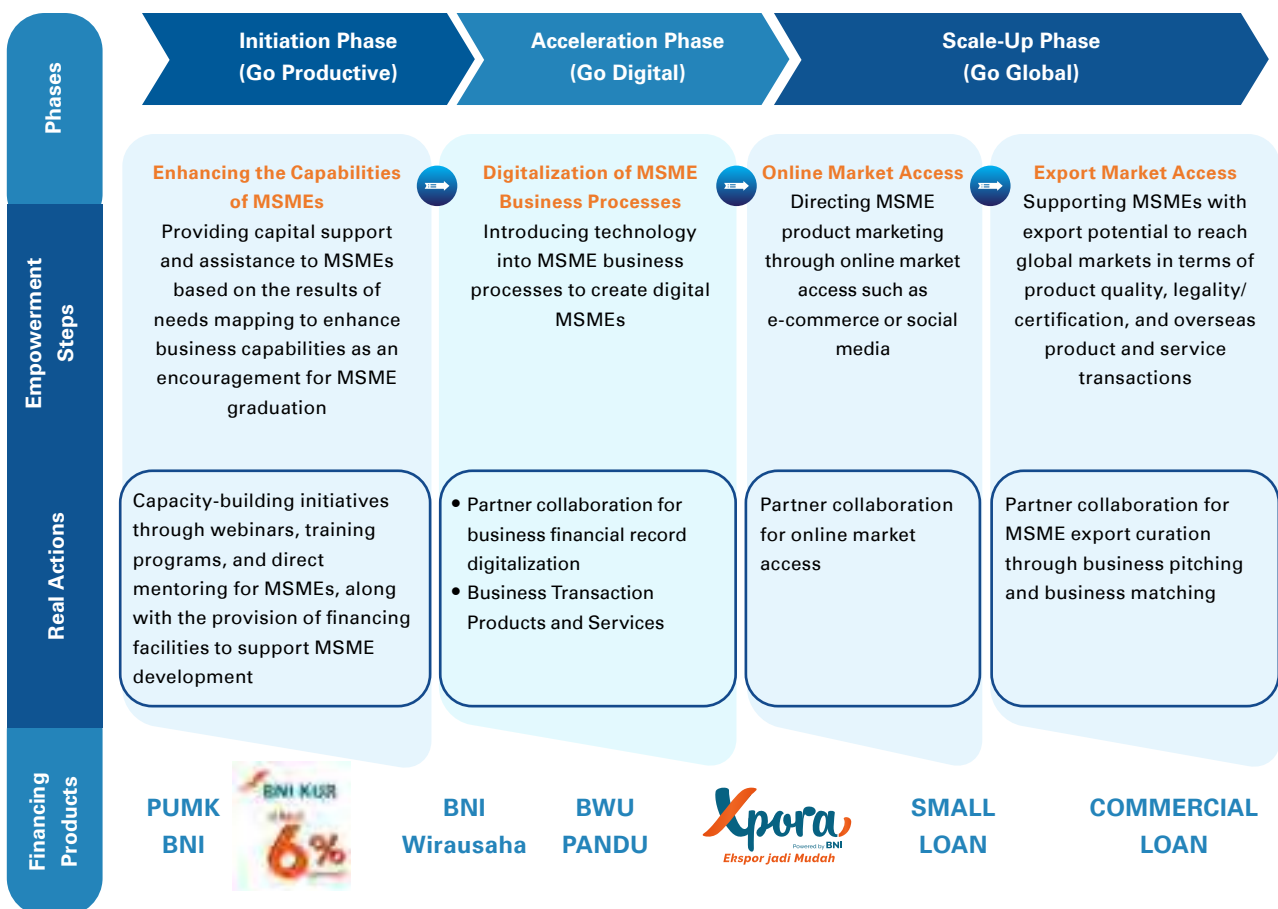 Phases
Initiation Phase
(Go Productive)
Acceleration Phase
(Go Digital)
Scale-Up Phase
(Go Global)
Empowerment
Steps
Enhancing the Capabilities
of MSMEs
Providing capital support
and assistance to MSMEs
based on the results of
needs mapping to enhance
business capabilities as an
encouragement for MSME
graduation
Digitalization of MSME
Business Processes
Introducing technology
into MSME business
processes to create digital
MSMEs
Online Market Access
Directing MSME
product marketing
through online market
access such as
e-commerce or social
media
Export Market Access
Supporting MSMEs with
export potential to reach
global markets in terms of
product quality, legality/
certification, and overseas
product and service
transactions
Real Actions
Capacity-building initiatives
through webinars, training
programs, and direct
mentoring for MSMEs, along
with the provision of financing
facilities to support MSME
development
• Partner collaboration for
business financial record
digitalization
• Business Transaction
Products and Services
Partner collaboration
for online market
access
Partner collaboration for
MSME export curation
through business pitching
and business matching
Financing
Products
PUMK
BNI
BNI KUR
6%
BNI
Wirausaha
BWU
PANDU
Xpora
Powered by BNI
Ekspor jadi Mudah
SMALL
LOAN
COMMERCIAL
LOAN